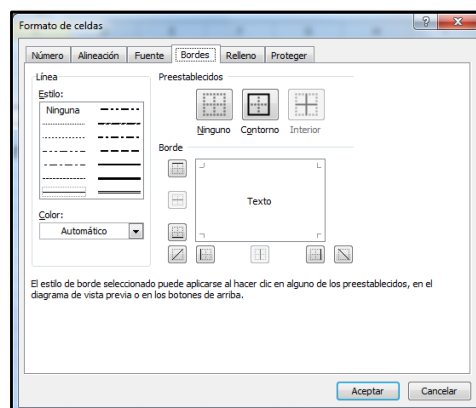 Formato de celdas
Número Alineación Fuente Bordes Relleno Proteger
Línea
Estilo:
Ninguna
Color:
Automático
Preestablecidos
Ninguno Contorno Interior
Borde
Texto
El estilo de borde seleccionado puede aplicarse al hacer clic en alguno de los preestablecidos, en el
diagrama de vista previa o en los botones de arriba.
Aceptar Cancelar